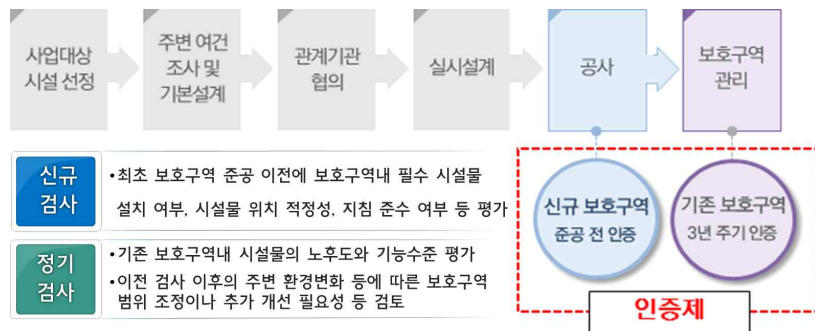 사업대상
시설 선정
주변 여건
조사 및
기본설계
관계기관
협의
실시설계
공사
보호구역
관리
신규
검사
•최초 보호구역 준공 이전에 보호구역내 필수 시설물
설치 여부, 시설물 위치 적정성, 지침 준수 여부 등 평가
정기
검사
•기존 보호구역내 시설물의 노후도와 기능수준 평가
•이전 검사 이후의 주변 환경변화 등에 따른 보호구역
범위 조정이나 추가 개선 필요성 등 검토
신규 보호구역
준공 전 인증
기존 보호구역
3년 주기 인증
인증제